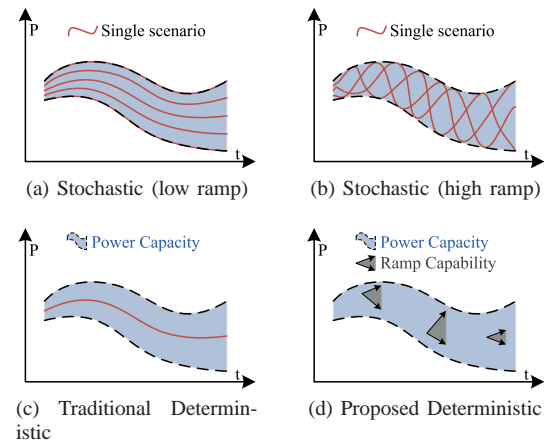 P
Single scenario
t
(a) Stochastic (low ramp)
P
Single scenario
t
(b) Stochastic (high ramp)
P
Power Capacity
t
(c) Traditional Determin-
istic
P
Power Capacity
Ramp Capability
t
(d) Proposed Deterministic